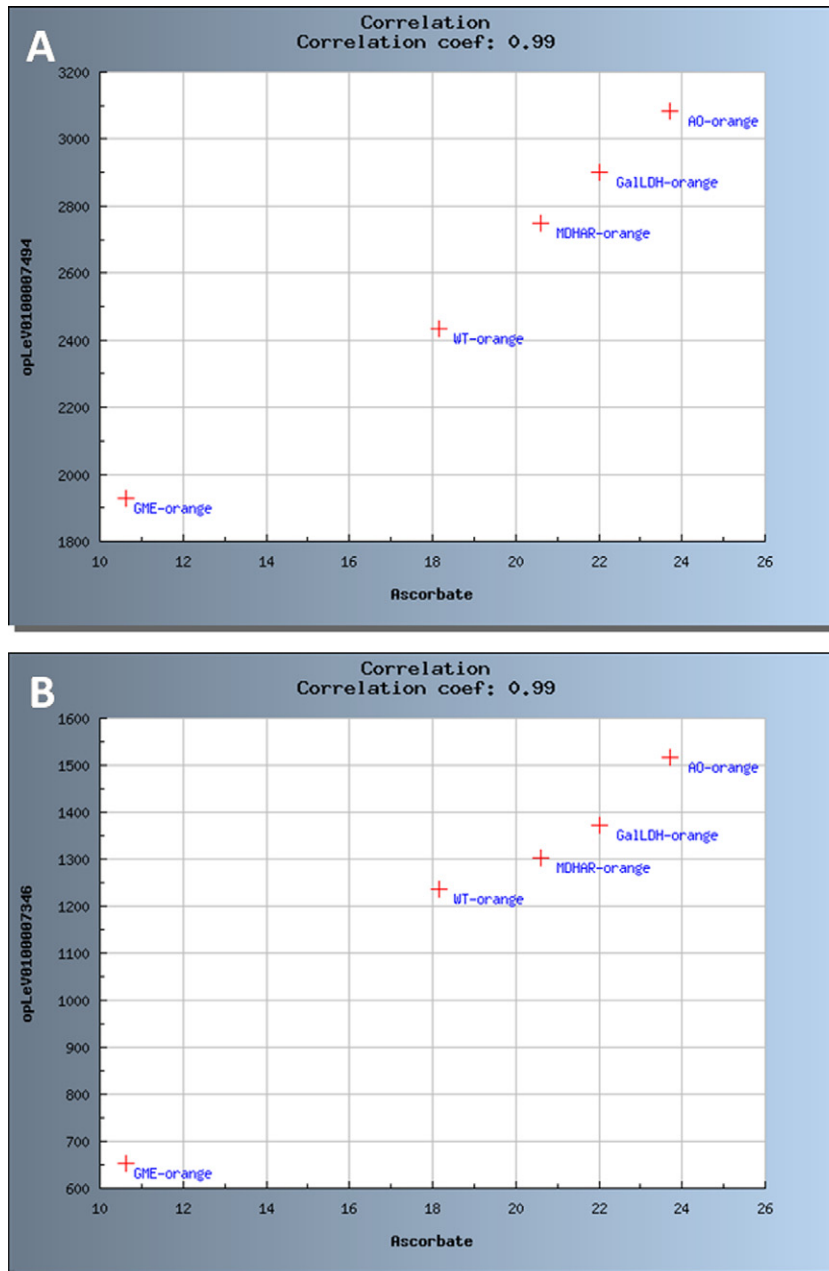 A
Correlation
Correlation coef: 0.99
3200
3000
2800
2600
2400
2200
2000
1800
opLeV0100007494
AO-orange
GalLDH-orange
MDHAR-orange
WT-orange
GME-orange
10 12 14 16 18 20 22 24 26
Ascorbate
B
Correlation
Correlation coef: 0.99
1600
1500
1400
1300
1200
1100
1000
900
800
700
600
opLeV0100007346
AO-orange
GalLDH-orange
MDHAR-orange
WT-orange
GME-orange
10 12 14 16 18 20 22 24 26
Ascorbate